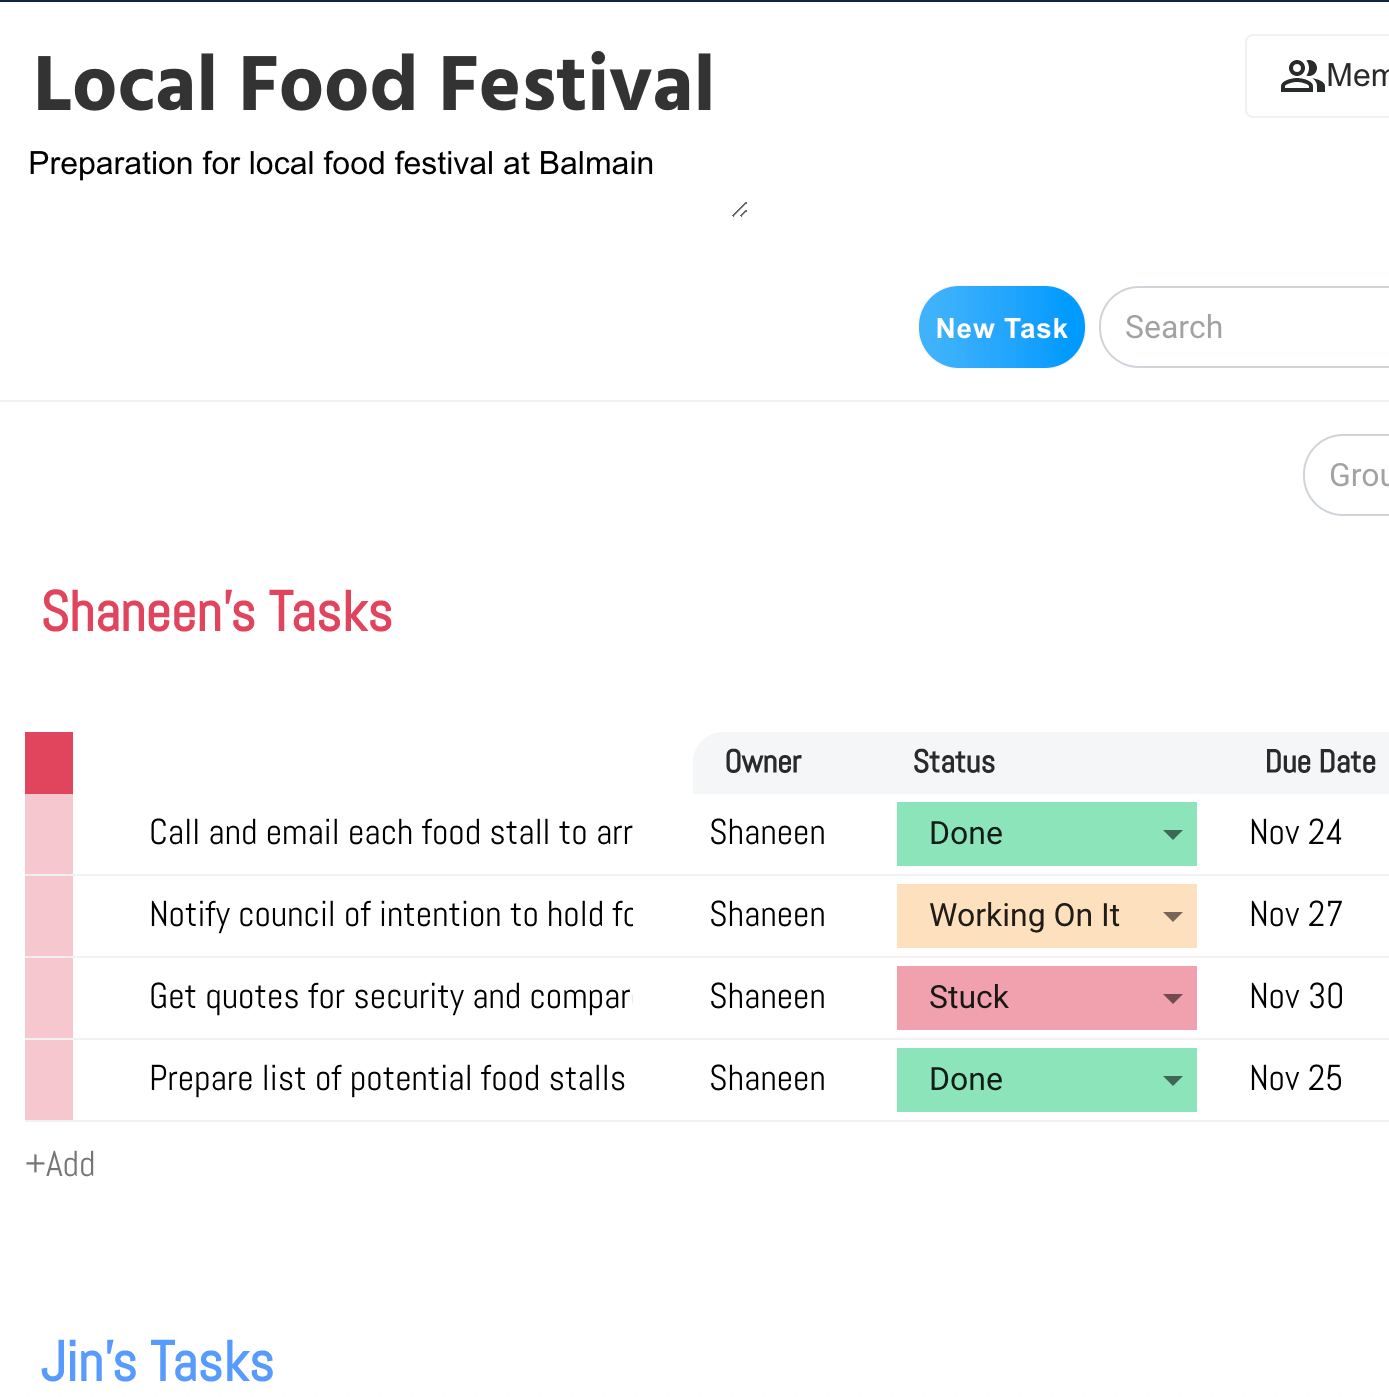 Local Food Festival
Mem
Preparation for local food festival at Balmain
New Task
Search
Grou
Shaneen's Tasks
Owner Status Due Date
Call and email each food stall to arr Shaneen Done Nov 24
Notify council of intention to hold fo Shaneen Working On It Nov 27
Get quotes for security and compar Shaneen Stuck Nov 30
Prepare list of potential food stalls Shaneen Done Nov 25
+Add
Jin's Tasks